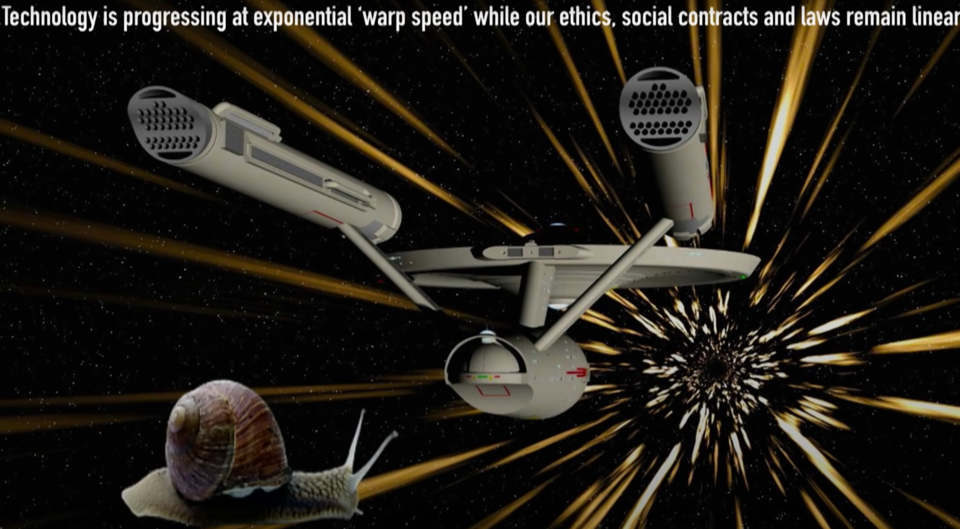 Technology is progressing at exponential ‘warp speed’ while our ethics, social contracts and laws remain linear